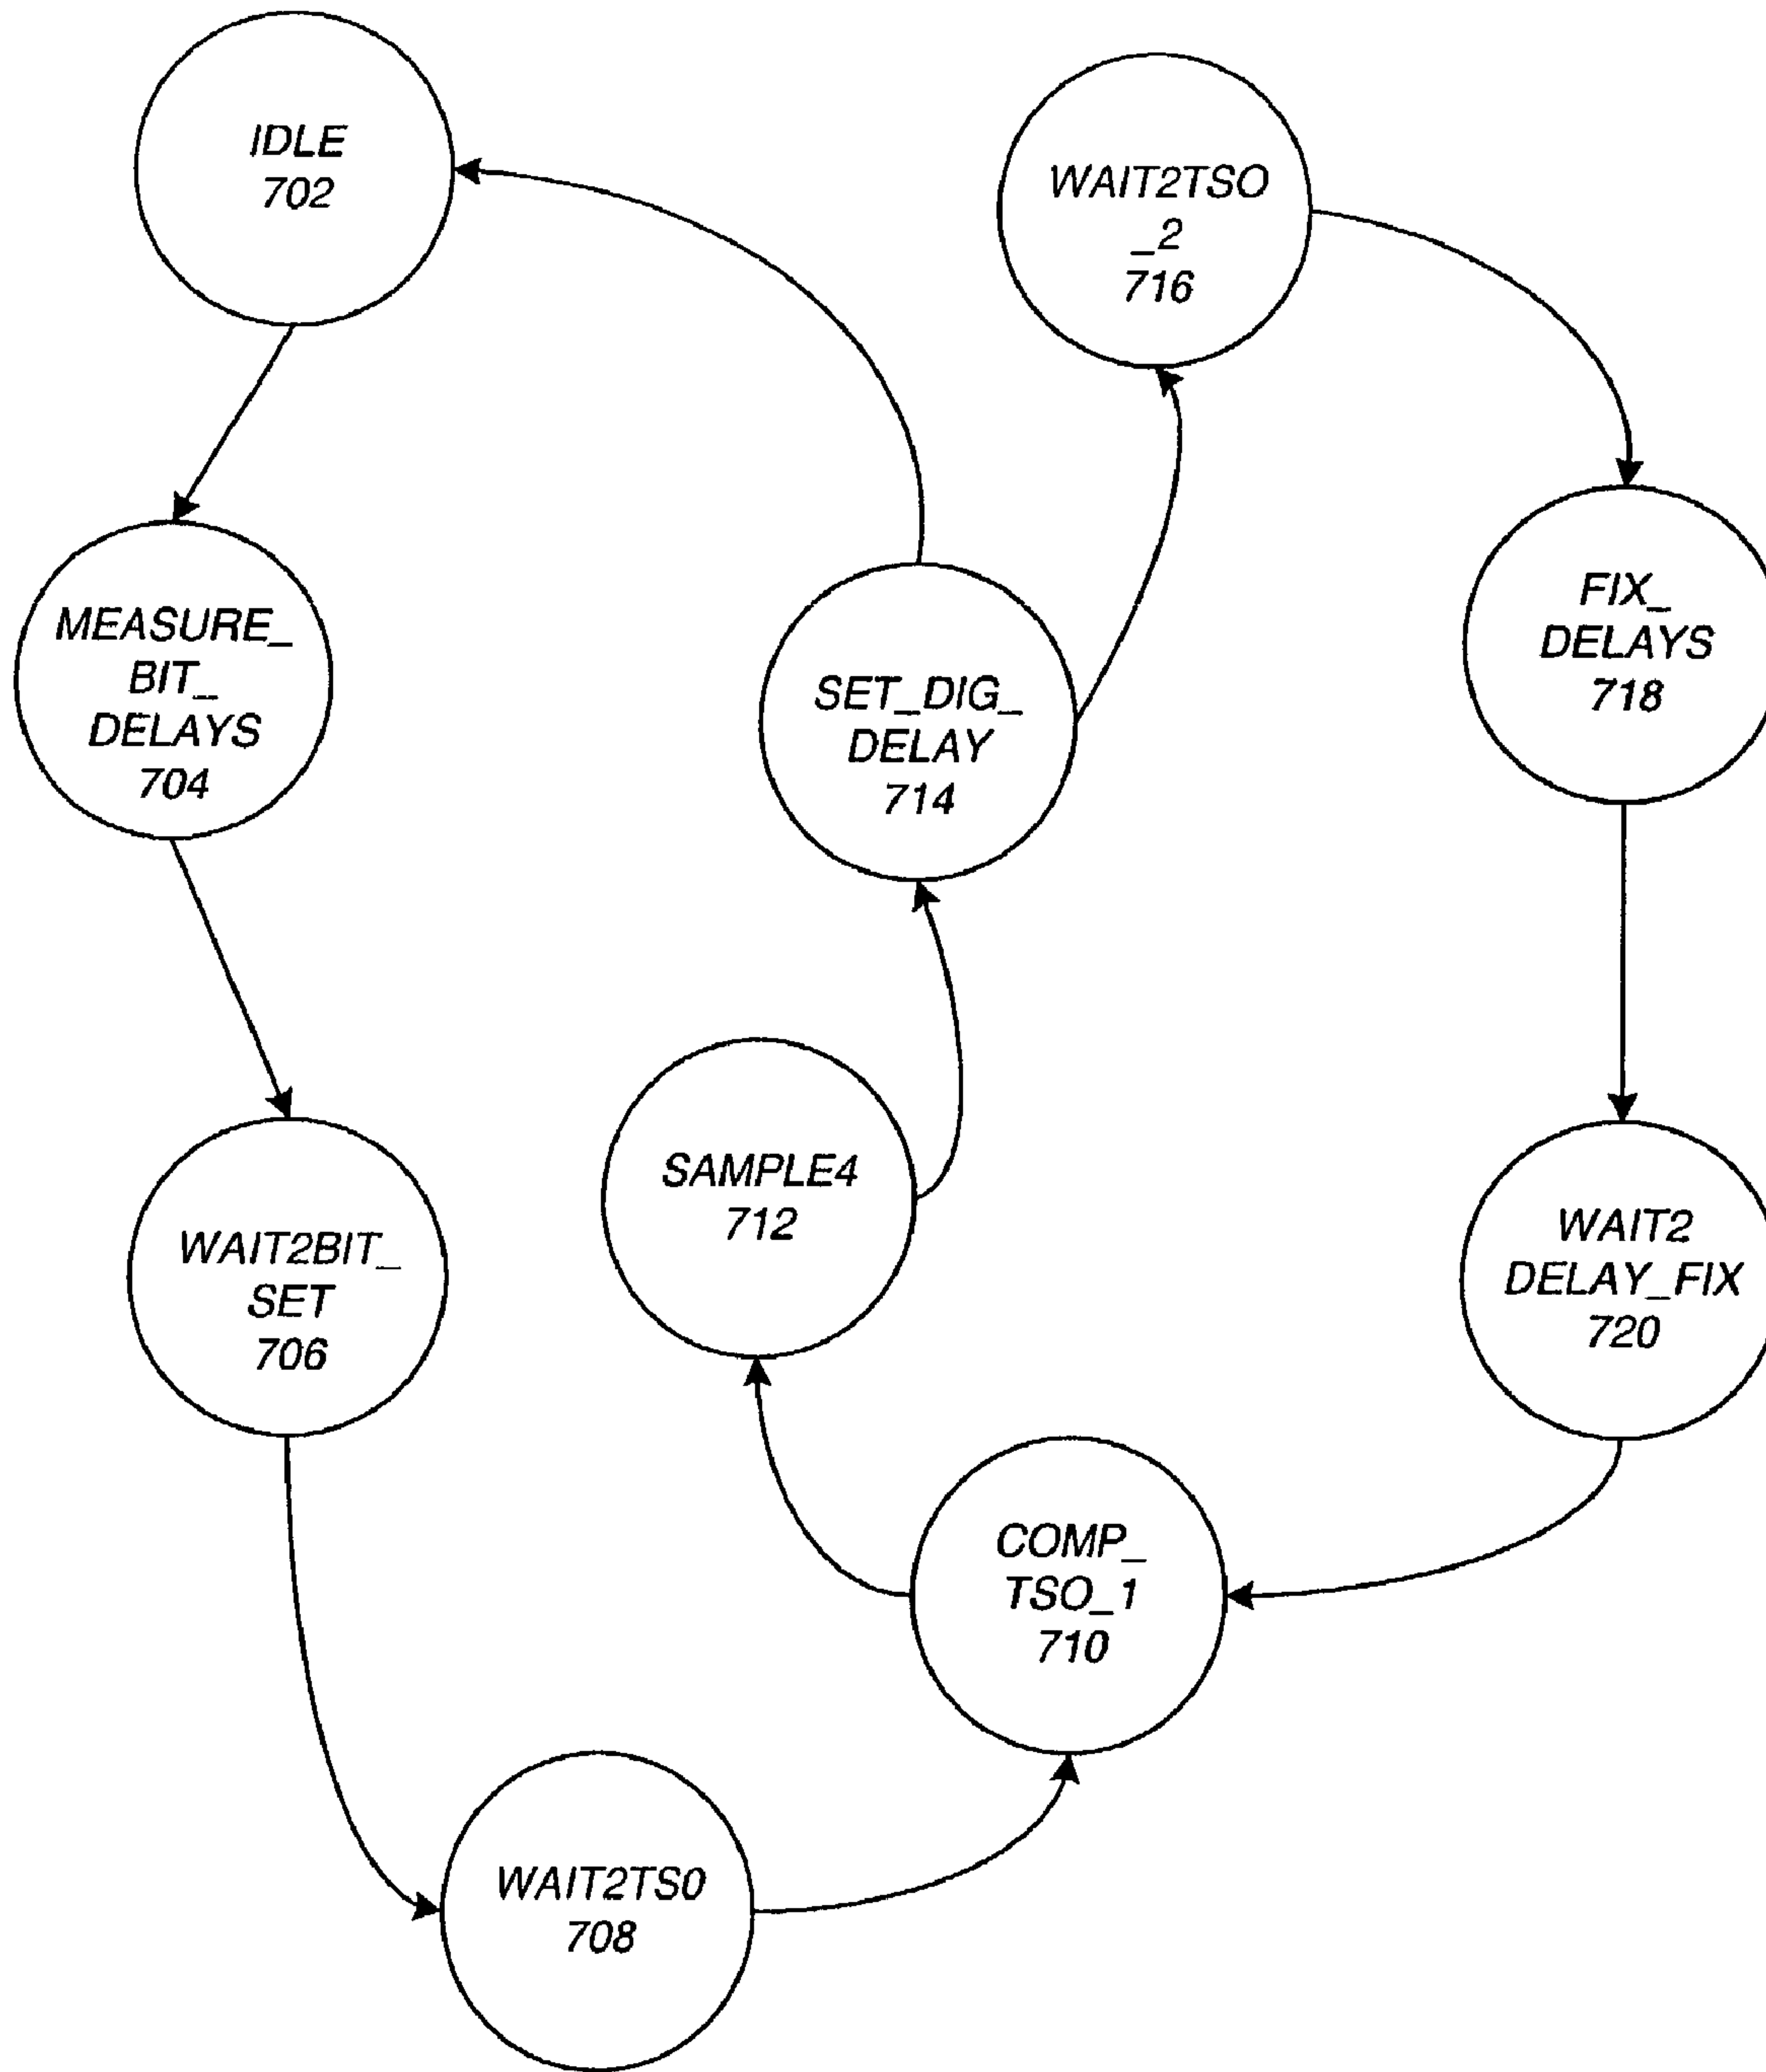 IDLE
702
WAIT2TSO
_2
716
MEASURE_
BIT_
DELAYS
704
SET_DIG_
DELAY
714
FIX_
DELAYS
718
WAIT2BIT_
SET
706
SAMPLE4
712
WAIT2
DELAY_FIX
720
COMP_
TSO_1
710
WAIT2TS0
708